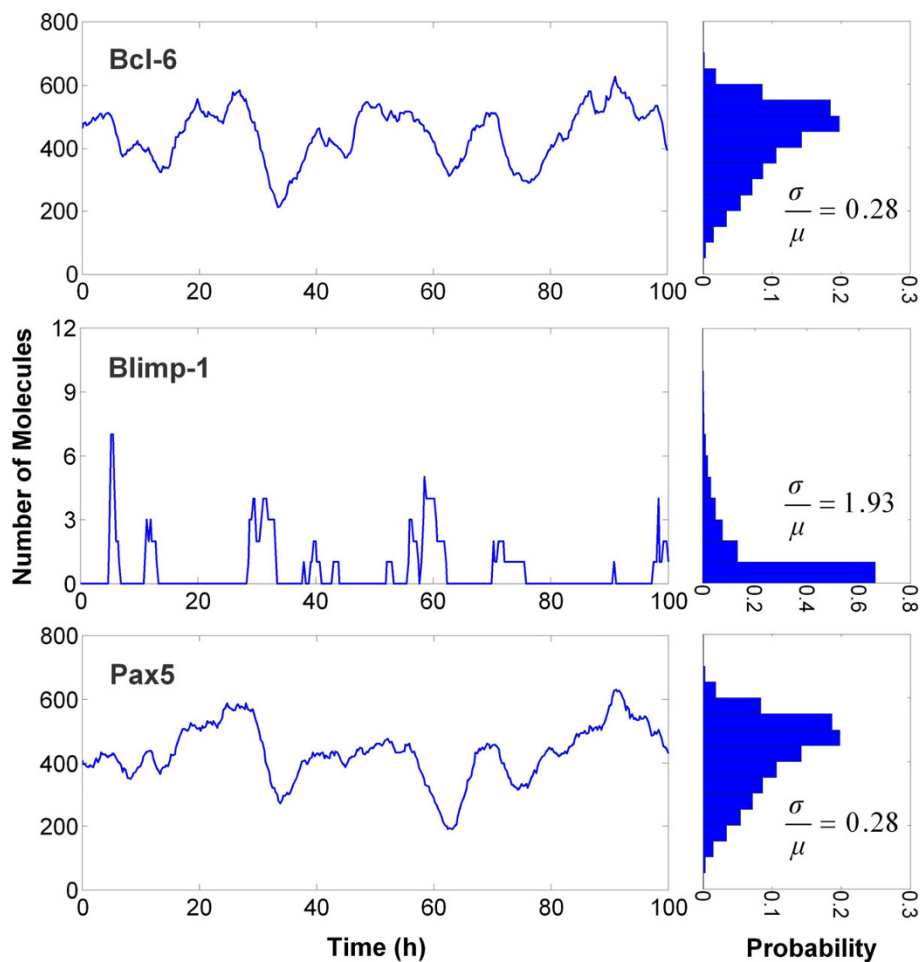 Number of Molecules
Bcl-6
800
600
400
200
0
0 20 40 60 80 100
σ/μ = 0.28
0 0.1 0.2 0.3
Blimp-1
12
9
6
3
0
0 20 40 60 80 100
σ/μ = 1.93
0 0.2 0.4 0.6 0.8
Pax5
800
600
400
200
0
0 20 40 60 80 100
σ/μ = 0.28
0 0.1 0.2 0.3
Time (h)
Probability